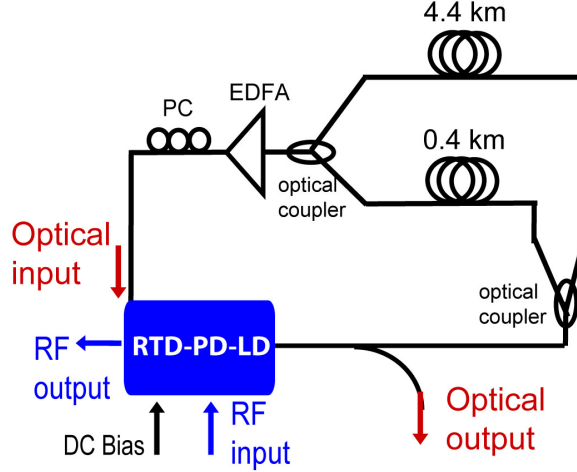 4.4 km
EDFA
PC
0.4 km
optical
coupler
Optical
input
optical
coupler
RTD-PD-LD
RF
output
DC Bias
RF
input
Optical
output